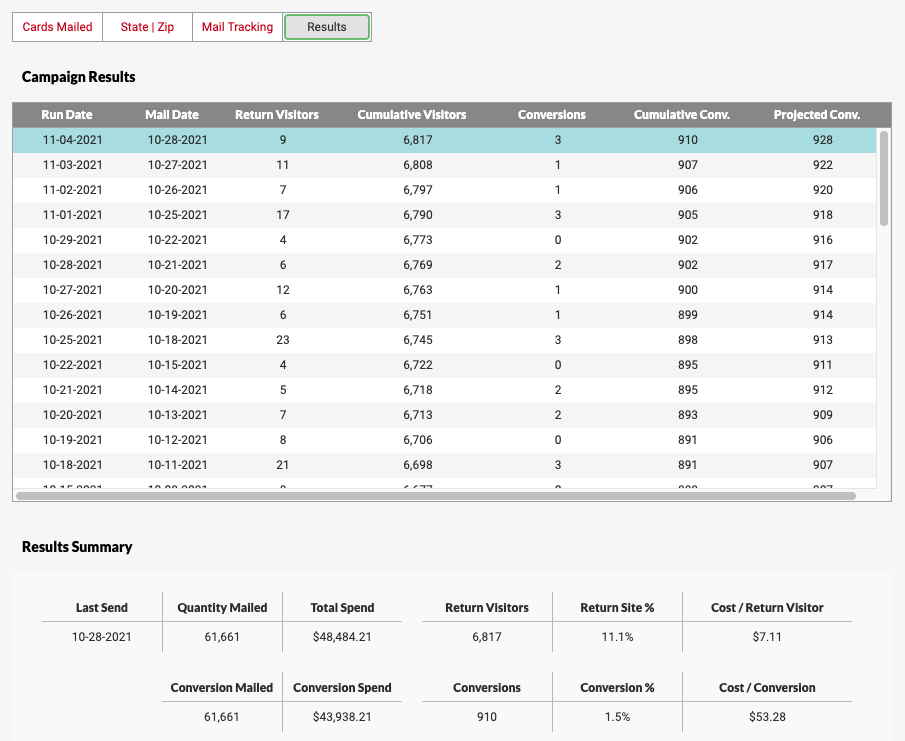 Cards Mailed State | Zip Mail Tracking Results
Campaign Results
Run Date Mail Date Return Visitors Cumulative Visitors Conversions Cumulative Conv. Projected Conv.
11-04-2021 10-28-2021 9 6,817 3 910 928
11-03-2021 10-27-2021 11 6,808 1 907 922
11-02-2021 10-26-2021 7 6,797 1 906 920
11-01-2021 10-25-2021 17 6,790 3 905 918
10-29-2021 10-22-2021 4 6,773 0 902 916
10-28-2021 10-21-2021 6 6,769 2 902 917
10-27-2021 10-20-2021 12 6,763 1 900 914
10-26-2021 10-19-2021 6 6,751 1 899 914
10-25-2021 10-18-2021 23 6,745 3 898 913
10-22-2021 10-15-2021 4 6,722 0 895 911
10-21-2021 10-14-2021 5 6,718 2 895 912
10-20-2021 10-13-2021 7 6,713 2 893 909
10-19-2021 10-12-2021 8 6,706 0 891 906
10-18-2021 10-11-2021 21 6,698 3 891 907
Results Summary
Last Send Quantity Mailed Total Spend Return Visitors Return Site % Cost / Return Visitor
10-28-2021 61,661 $48,484.21 6,817 11.1% $7.11
Conversion Mailed Conversion Spend Conversions Conversion % Cost / Conversion
61,661 $43,938.21 910 1.5% $53.28